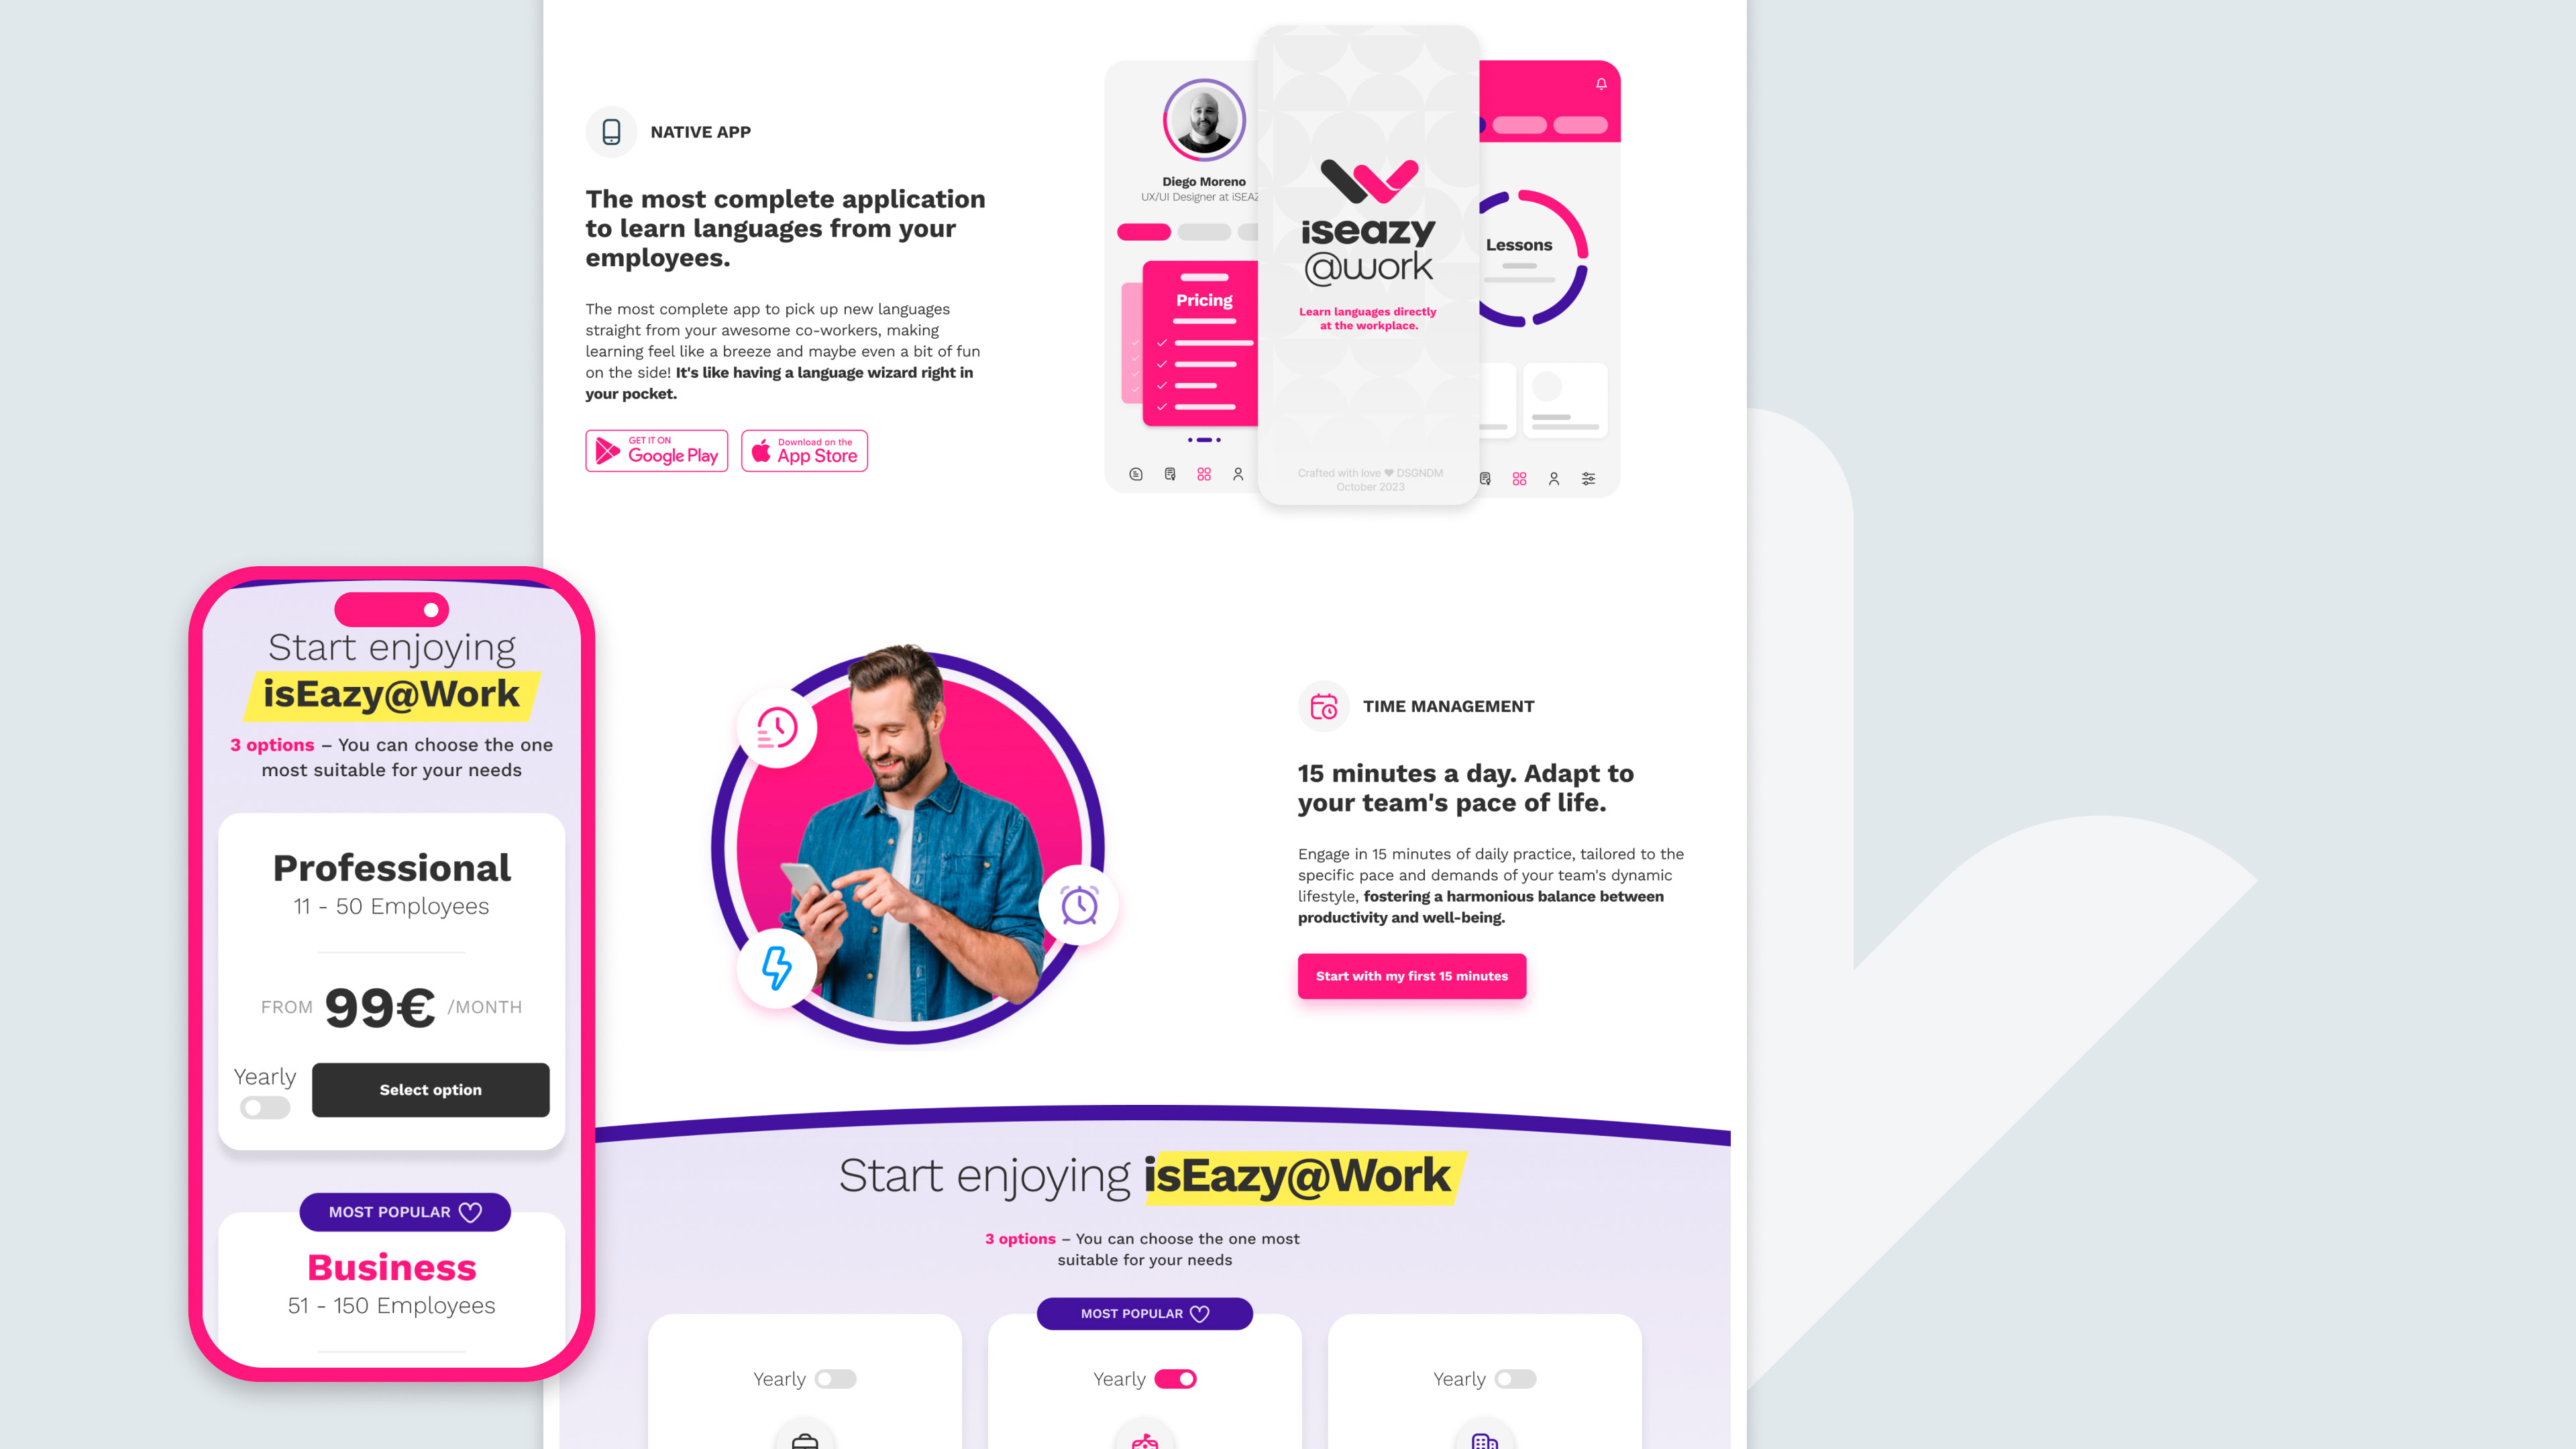 NATIVE APP
The most complete application
to learn languages from your
employees.
The most complete app to pick up new languages
straight from your awesome co-workers, making
learning feel like a breeze and maybe even a bit of fun
on the side! It's like having a language wizard right in
your pocket.
GET IT ON
Google Play
Download on the
App Store
Diego Moreno
UX/UI Designer at iSEAZ
Pricing
iseazy
@work
Learn languages directly
at the workplace.
Crafted with love ♥ DSGNDM
October 2023
Lessons
TIME MANAGEMENT
15 minutes a day. Adapt to
your team's pace of life.
Engage in 15 minutes of daily practice, tailored to the
specific pace and demands of your team's dynamic
lifestyle, fostering a harmonious balance between
productivity and well-being.
Start with my first 15 minutes
Start enjoying
isEazy@Work
3 options – You can choose the one
most suitable for your needs
Professional
11 - 50 Employees
FROM 99€ /MONTH
Yearly
Select option
MOST POPULAR
Business
51 - 150 Employees
Start enjoying isEazy@Work
3 options – You can choose the one most
suitable for your needs
MOST POPULAR
Yearly
Yearly
Yearly